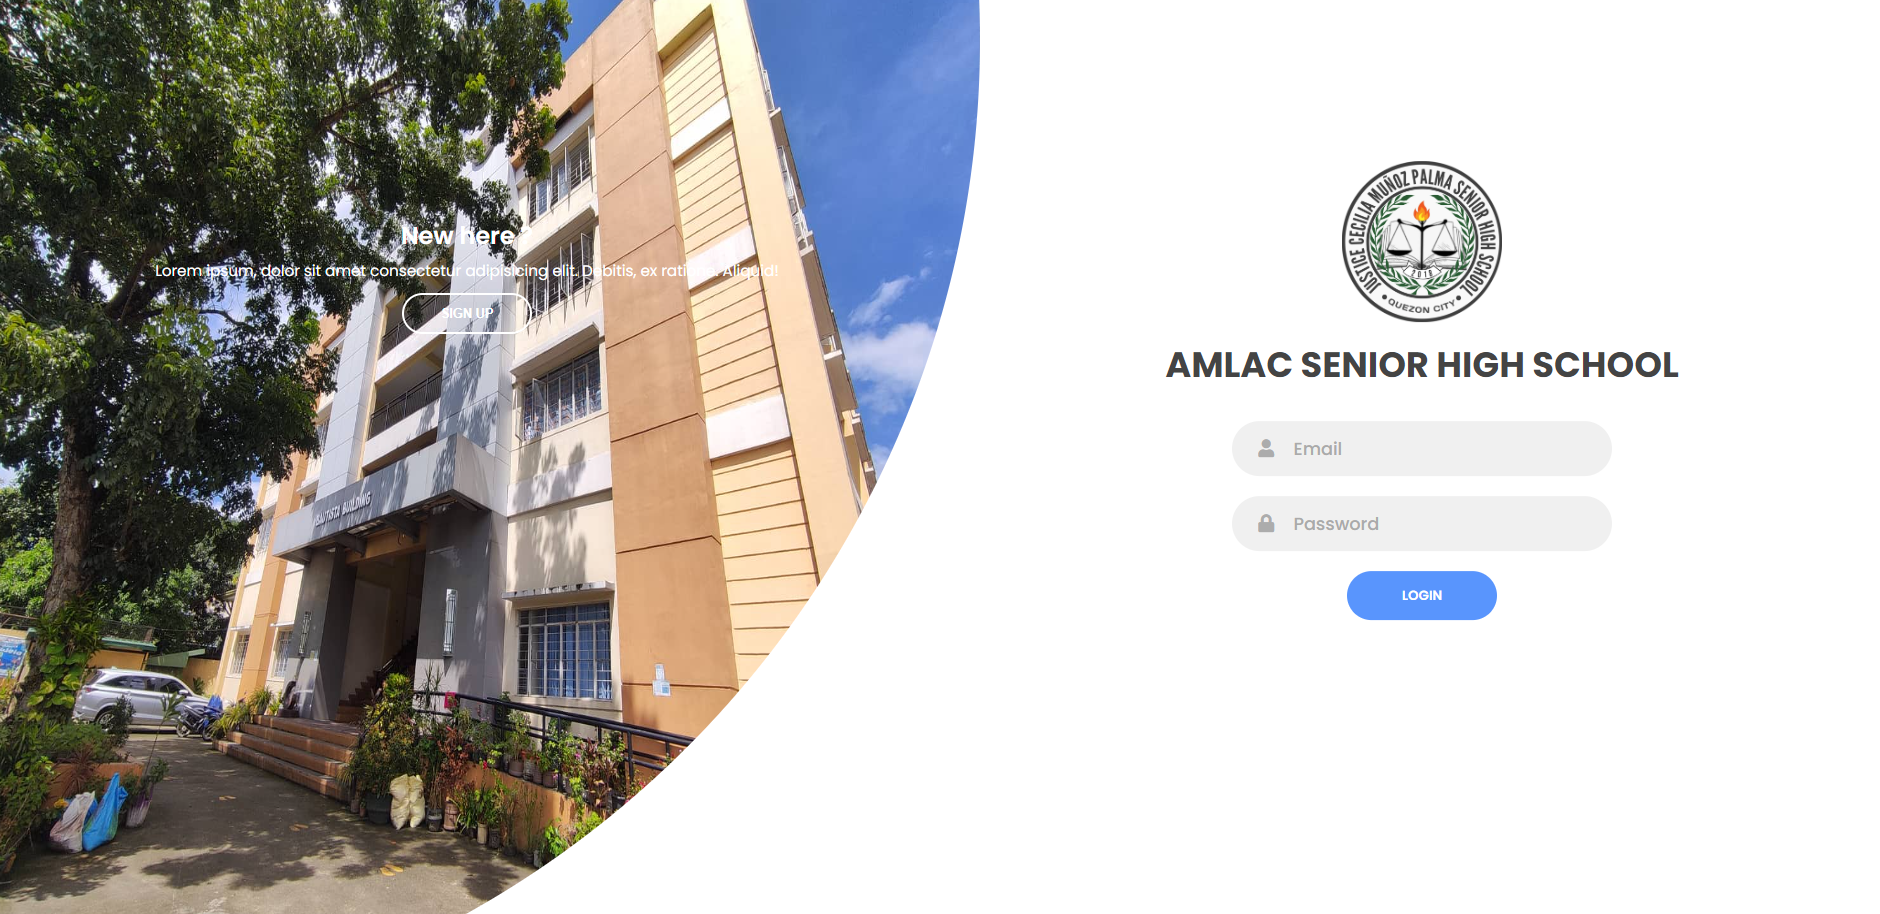 New here ?
Lorem ipsum, dolor sit amet consectetur adipisicing elit. Debitis, ex ratione. Aliquid!
SIGN UP
BAUTISTA BUILDING
JUSTICE CECILIA MUÑOZ PALMA SENIOR HIGH SCHOOL
2018
• QUEZON CITY •
AMLAC SENIOR HIGH SCHOOL
Email
Password
LOGIN